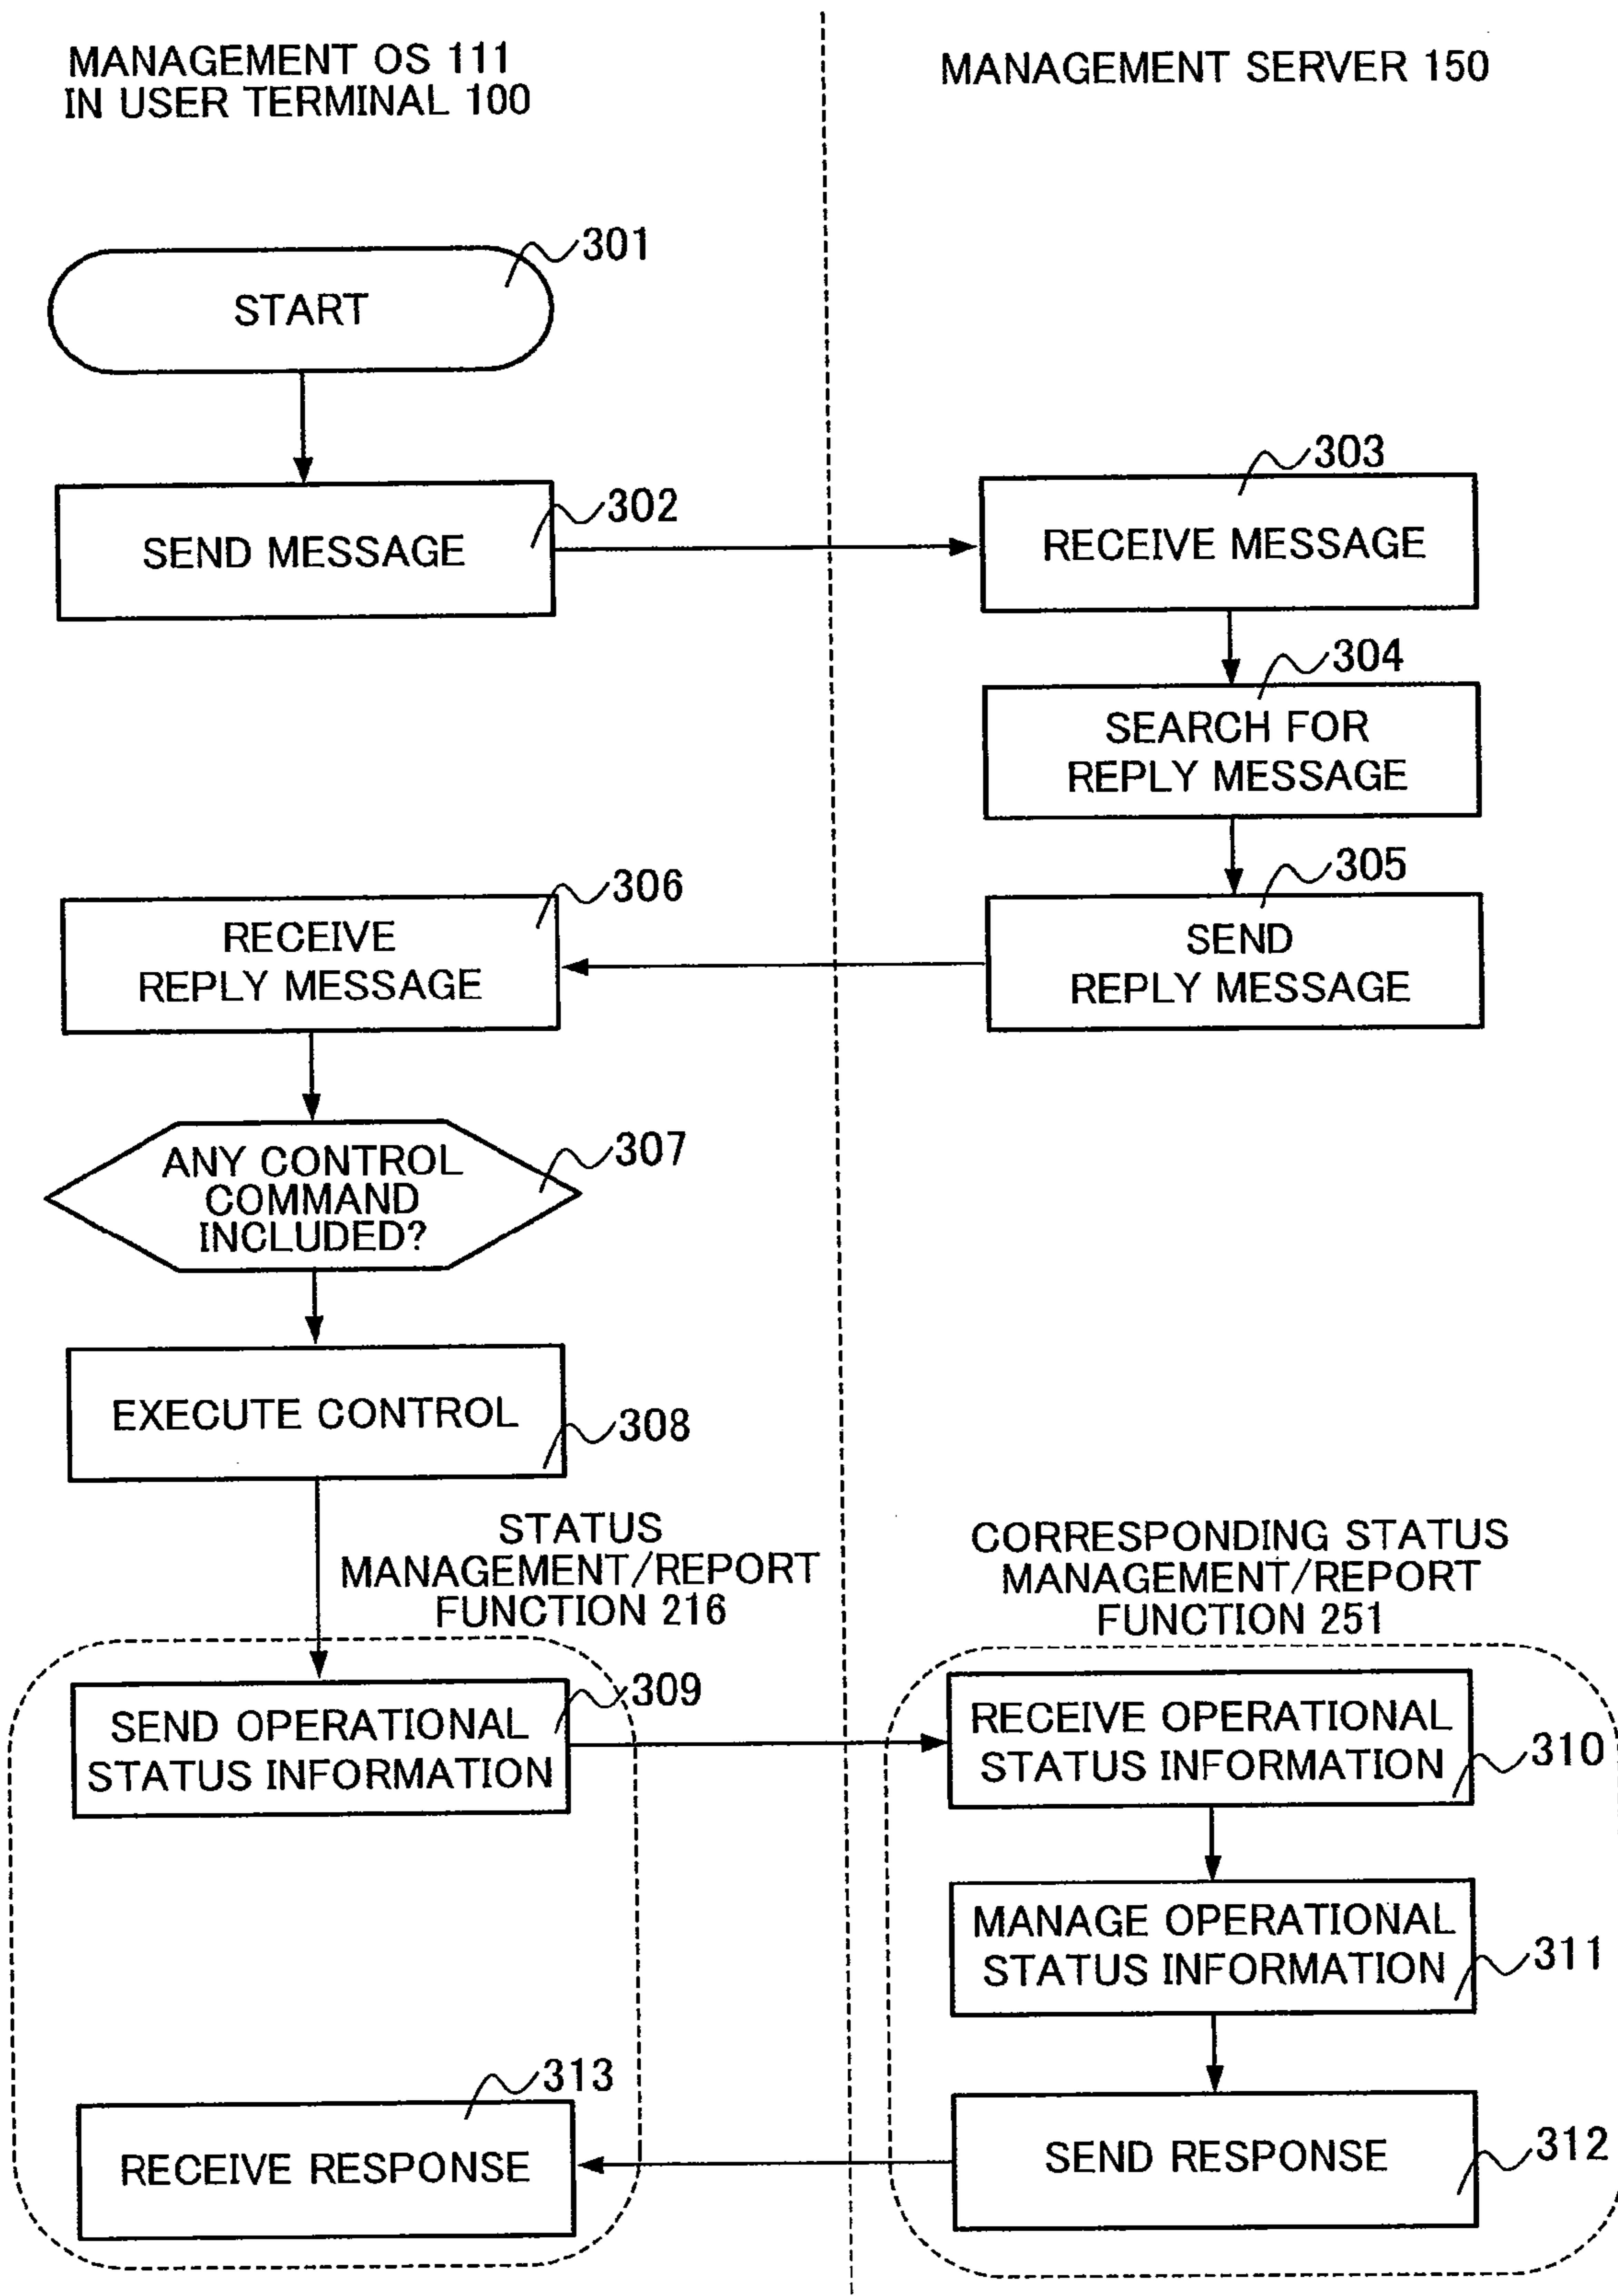 MANAGEMENT OS 111
IN USER TERMINAL 100
MANAGEMENT SERVER 150
301
START
302
SEND MESSAGE
303
RECEIVE MESSAGE
304
SEARCH FOR
REPLY MESSAGE
305
SEND
REPLY MESSAGE
306
RECEIVE
REPLY MESSAGE
307
ANY CONTROL
COMMAND
INCLUDED?
EXECUTE CONTROL
308
STATUS
MANAGEMENT/REPORT
FUNCTION 216
CORRESPONDING STATUS
MANAGEMENT/REPORT
FUNCTION 251
309
SEND OPERATIONAL
STATUS INFORMATION
RECEIVE OPERATIONAL
STATUS INFORMATION
310
MANAGE OPERATIONAL
STATUS INFORMATION
311
SEND RESPONSE
312
313
RECEIVE RESPONSE